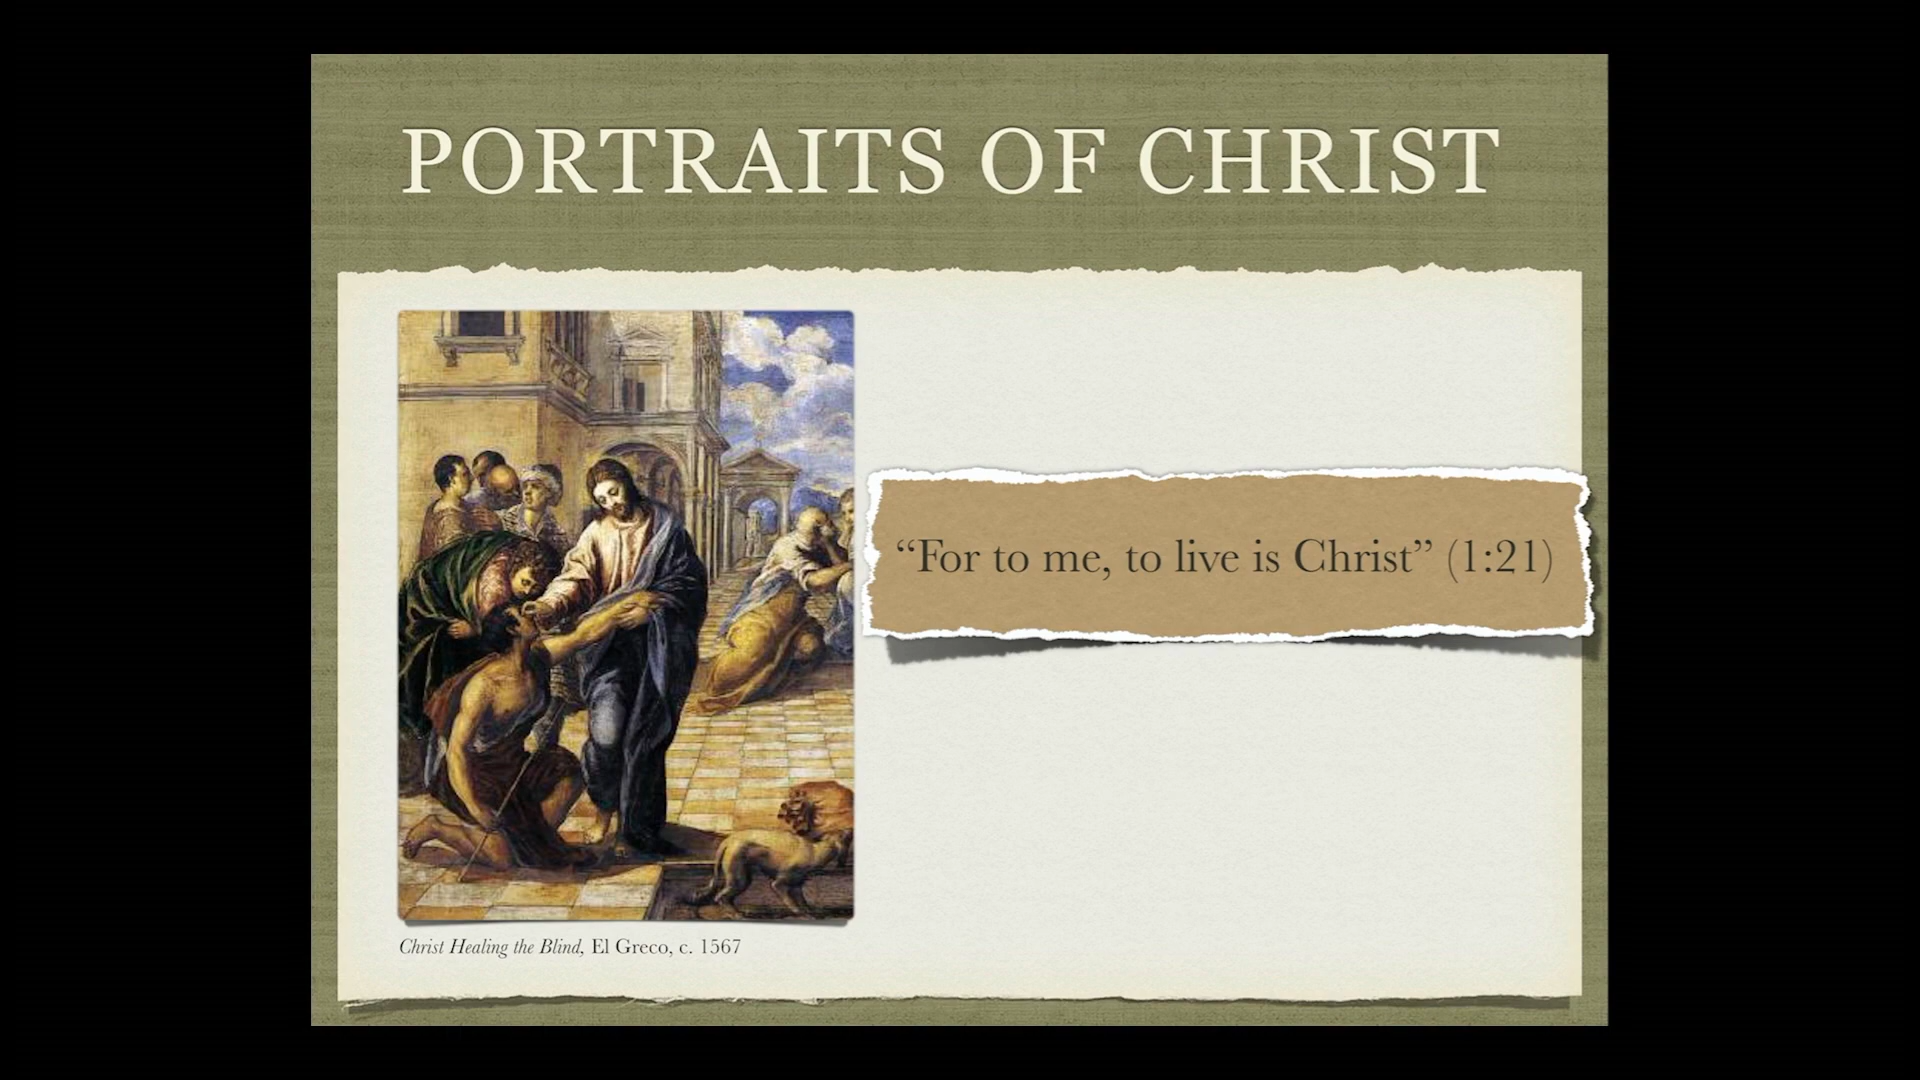 PORTRAITS OF CHRIST
“For to me, to live is Christ” (1:21)
Christ Healing the Blind, El Greco, c. 1567